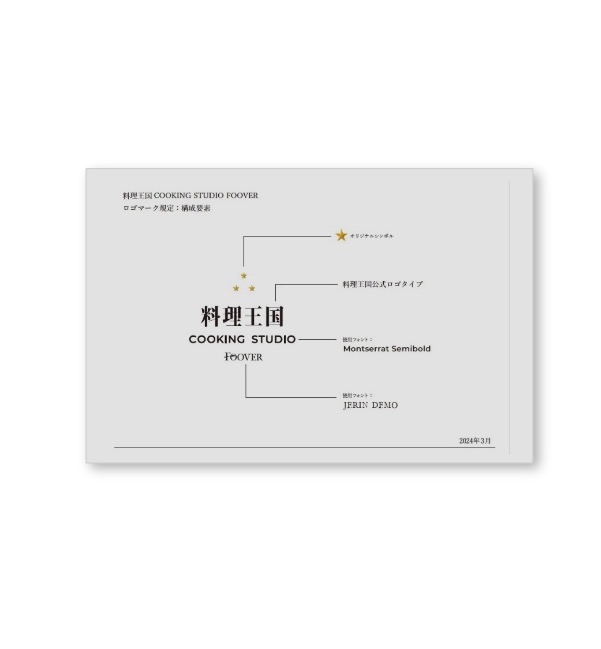 料理王国 COOKING STUDIO FOOVER
ロゴマーク規定：構成要素
オリジナルシンボル
料理王国公式ロゴタイプ
料理王国
COOKING STUDIO
使用フォント：
Montserrat Semibold
FOOVER
使用フォント：
JERIN DEMO
2024年3月